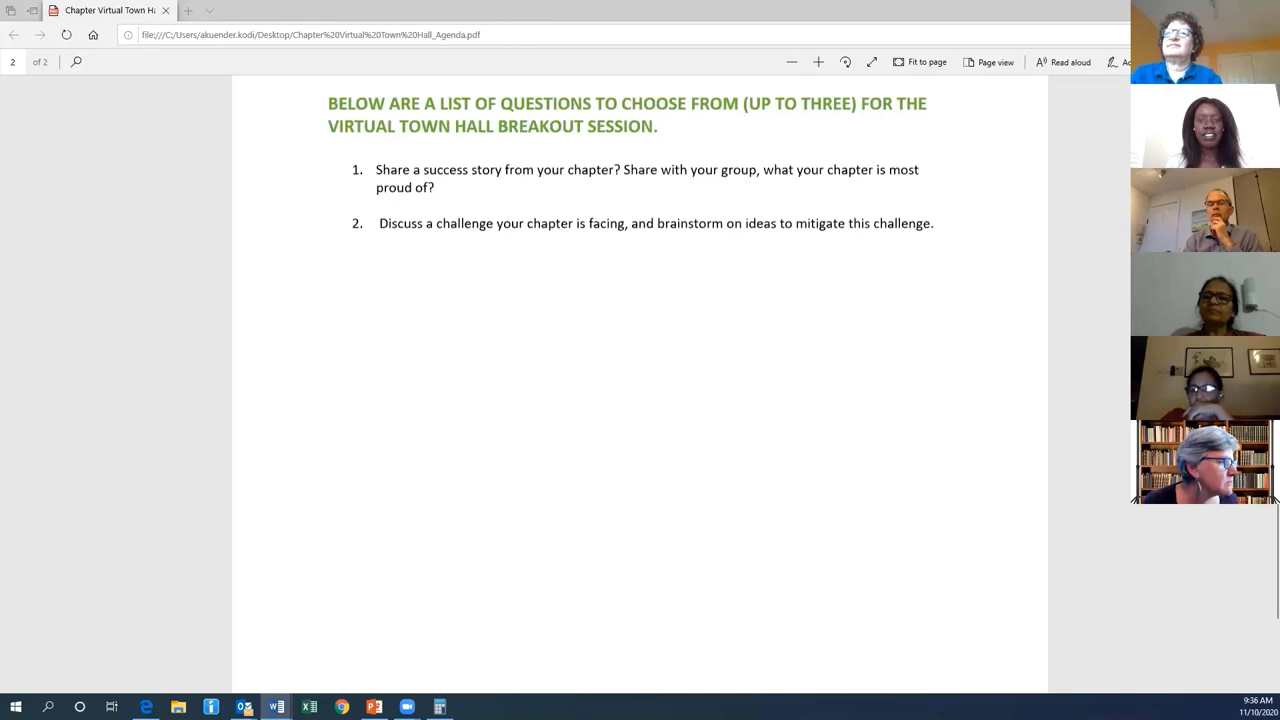 Chapter Virtual Town Ha
file:///C:/Users/akuender.kodi/Desktop/Chapter%20Virtual%20Town%20Hall_Agenda.pdf
2 of 2
Fit to page
Page view
Read aloud
BELOW ARE A LIST OF QUESTIONS TO CHOOSE FROM (UP TO THREE) FOR THE
VIRTUAL TOWN HALL BREAKOUT SESSION.
1. Share a success story from your chapter? Share with your group, what your chapter is most
proud of?
2. Discuss a challenge your chapter is facing, and brainstorm on ideas to mitigate this challenge.
9:36 AM
11/10/2020